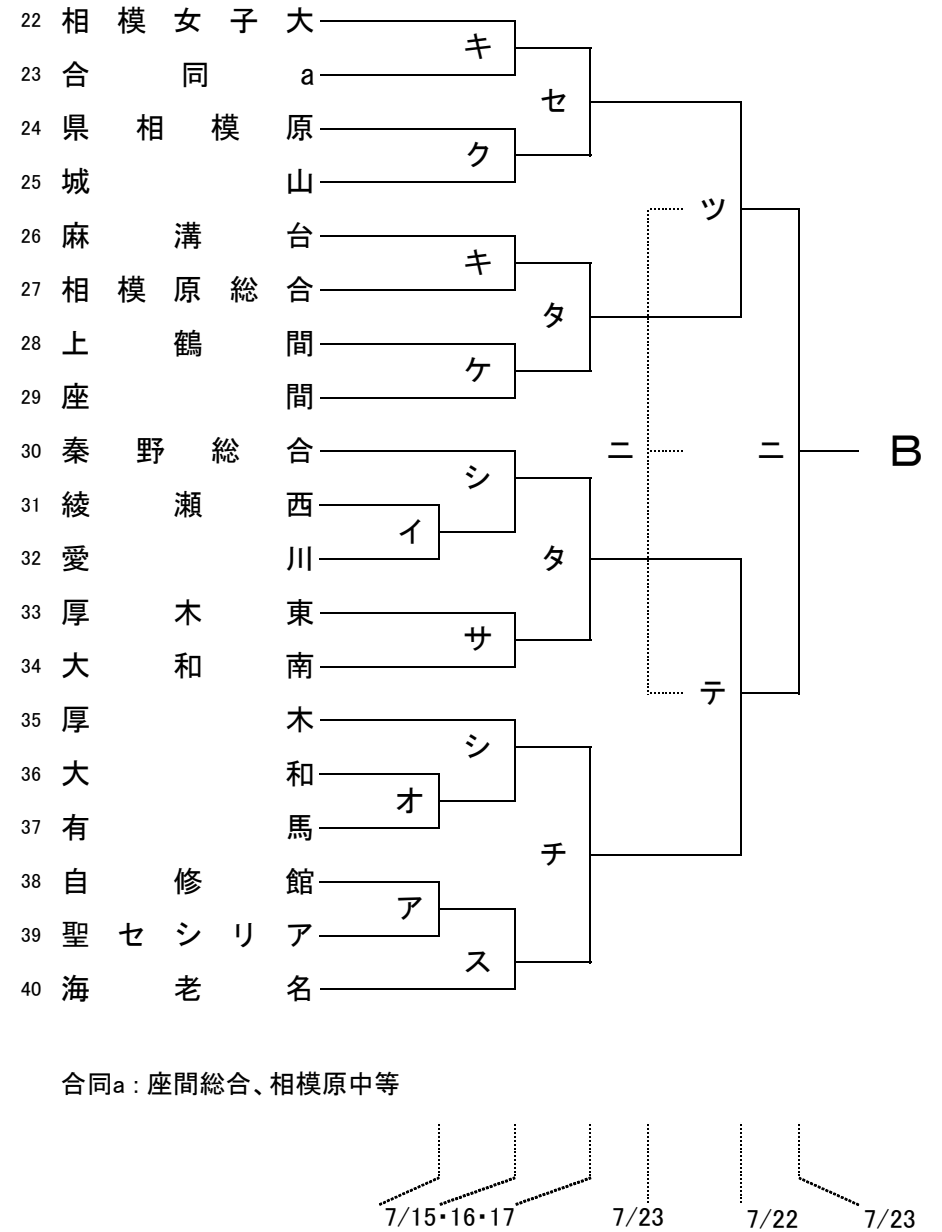 22 相模女子大
キ
23 合同a
セ
24 県相模原
ク
25 城山
ツ
26 麻溝台
キ
27 相模原総合
タ
28 上鶴間
ケ
29 座間
30 秦野総合
ニ
ニ
B
シ
31 綾瀬西
イ
32 愛川
タ
33 厚木東
サ
34 大和南
テ
35 厚木
シ
36 大和
オ
37 有馬
チ
38 自修館
ア
39 聖セシリア
ス
40 海老名
合同a：座間総合、相模原中等
7/15・16・17 7/23 7/22 7/23